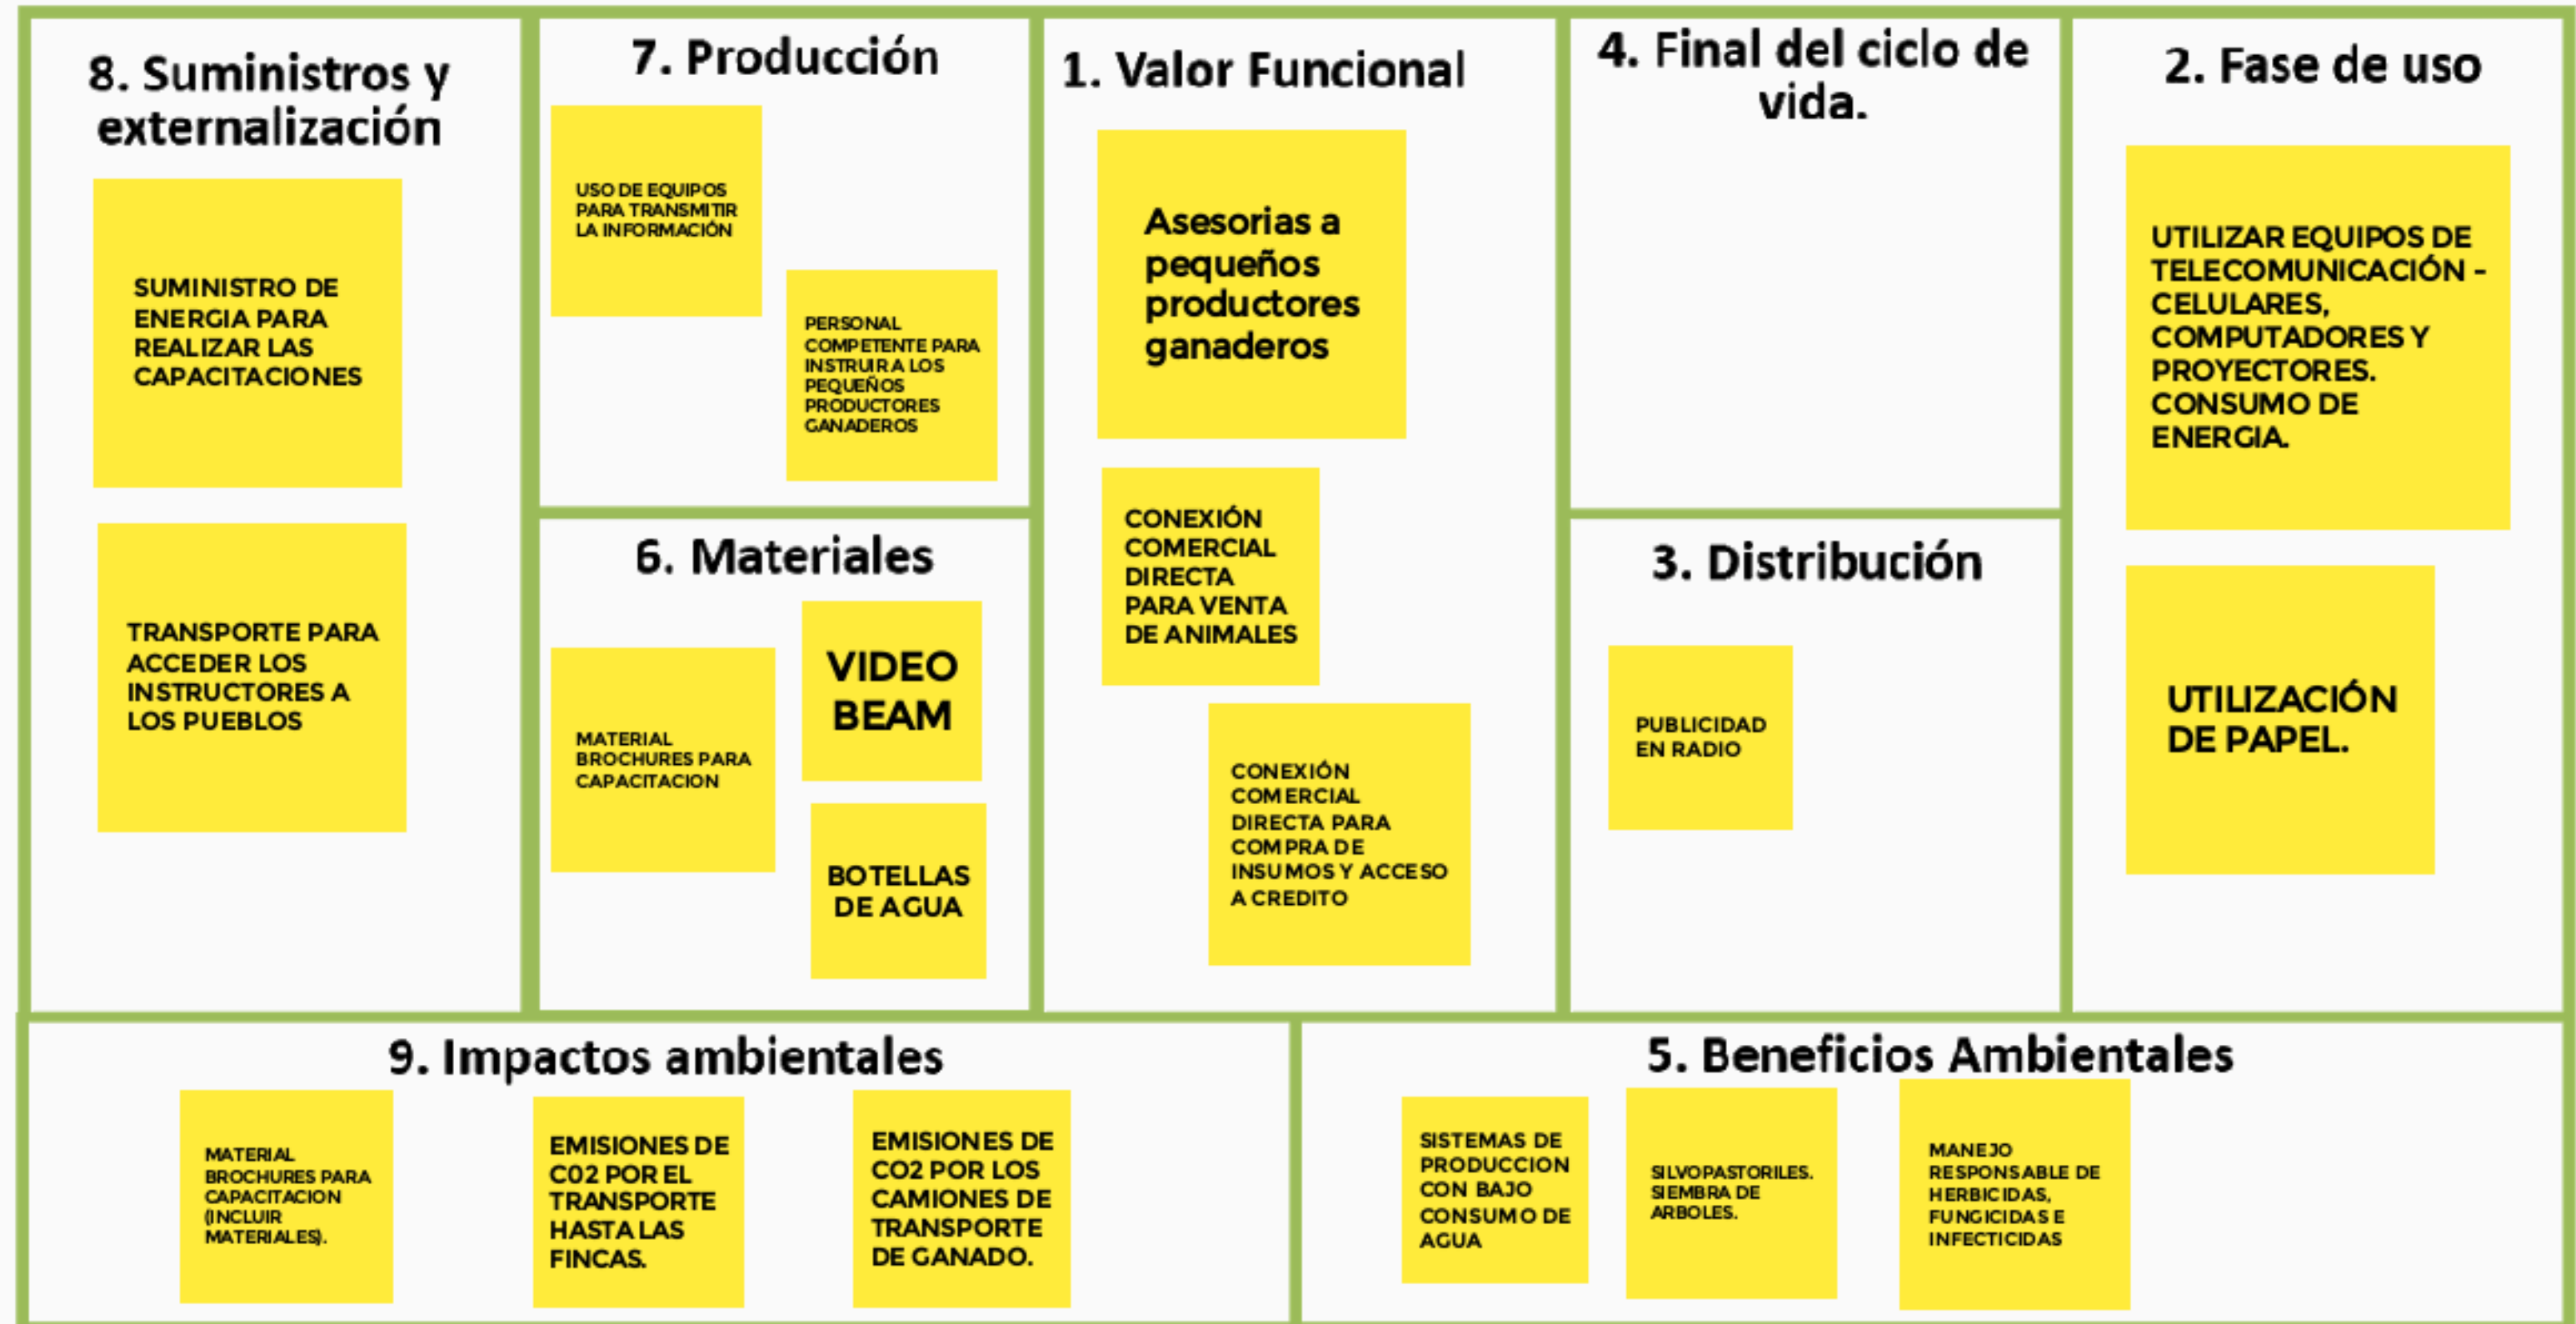 8. Suministros y
externalización
SUMINISTRO DE
ENERGIA PARA
REALIZAR LAS
CAPACITACIONES
TRANSPORTE PARA
ACCEDER LOS
INSTRUCTORES A
LOS PUEBLOS
7. Producción
USO DE EQUIPOS
PARA TRANSMITIR
LA INFORMACIÓN
PERSONAL
COMPETENTE PARA
INSTRUIR A LOS
PEQUEÑOS
PRODUCTORES
GANADEROS
6. Materiales
MATERIAL
BROCHURES PARA
CAPACITACION
VIDEO
BEAM
BOTELLAS
DE AGUA
1. Valor Funcional
Asesorias a
pequeños
productores
ganaderos
CONEXIÓN
COMERCIAL
DIRECTA
PARA VENTA
DE ANIMALES
CONEXIÓN
COMERCIAL
DIRECTA PARA
COMPRA DE
INSUMOS Y ACCESO
A CREDITO
4. Final del ciclo de
vida.
3. Distribución
PUBLICIDAD
EN RADIO
2. Fase de uso
UTILIZAR EQUIPOS DE
TELECOMUNICACIÓN -
CELULARES,
COMPUTADORES Y
PROYECTORES.
CONSUMO DE
ENERGIA.
UTILIZACIÓN
DE PAPEL.
9. Impactos ambientales
MATERIAL
BROCHURES PARA
CAPACITACION
(INCLUIR
MATERIALES).
EMISIONES DE
C02 POR EL
TRANSPORTE
HASTA LAS
FINCAS.
EMISIONES DE
CO2 POR LOS
CAMIONES DE
TRANSPORTE
DE GANADO.
5. Beneficios Ambientales
SISTEMAS DE
PRODUCCION
CON BAJO
CONSUMO DE
AGUA
SILVOPASTORILES.
SIEMBRA DE
ARBOLES.
MANEJO
RESPONSABLE DE
HERBICIDAS,
FUNGICIDAS E
INFECTICIDAS